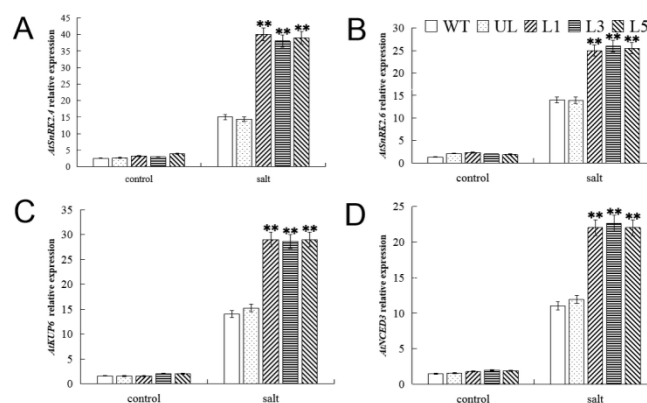 A
AtSnRK2.4 relative expression
45
40
35
30
25
20
15
10
5
0
** ** **
control salt
B
WT UL L1 L3 L5
AtSnRK2.6 relative expression
30
25
20
15
10
5
0
** ** **
control salt
C
AtKUP6 relative expression
35
30
25
20
15
10
5
0
** ** **
control salt
D
AtNCED3 relative expression
25
20
15
10
5
0
** ** **
control salt